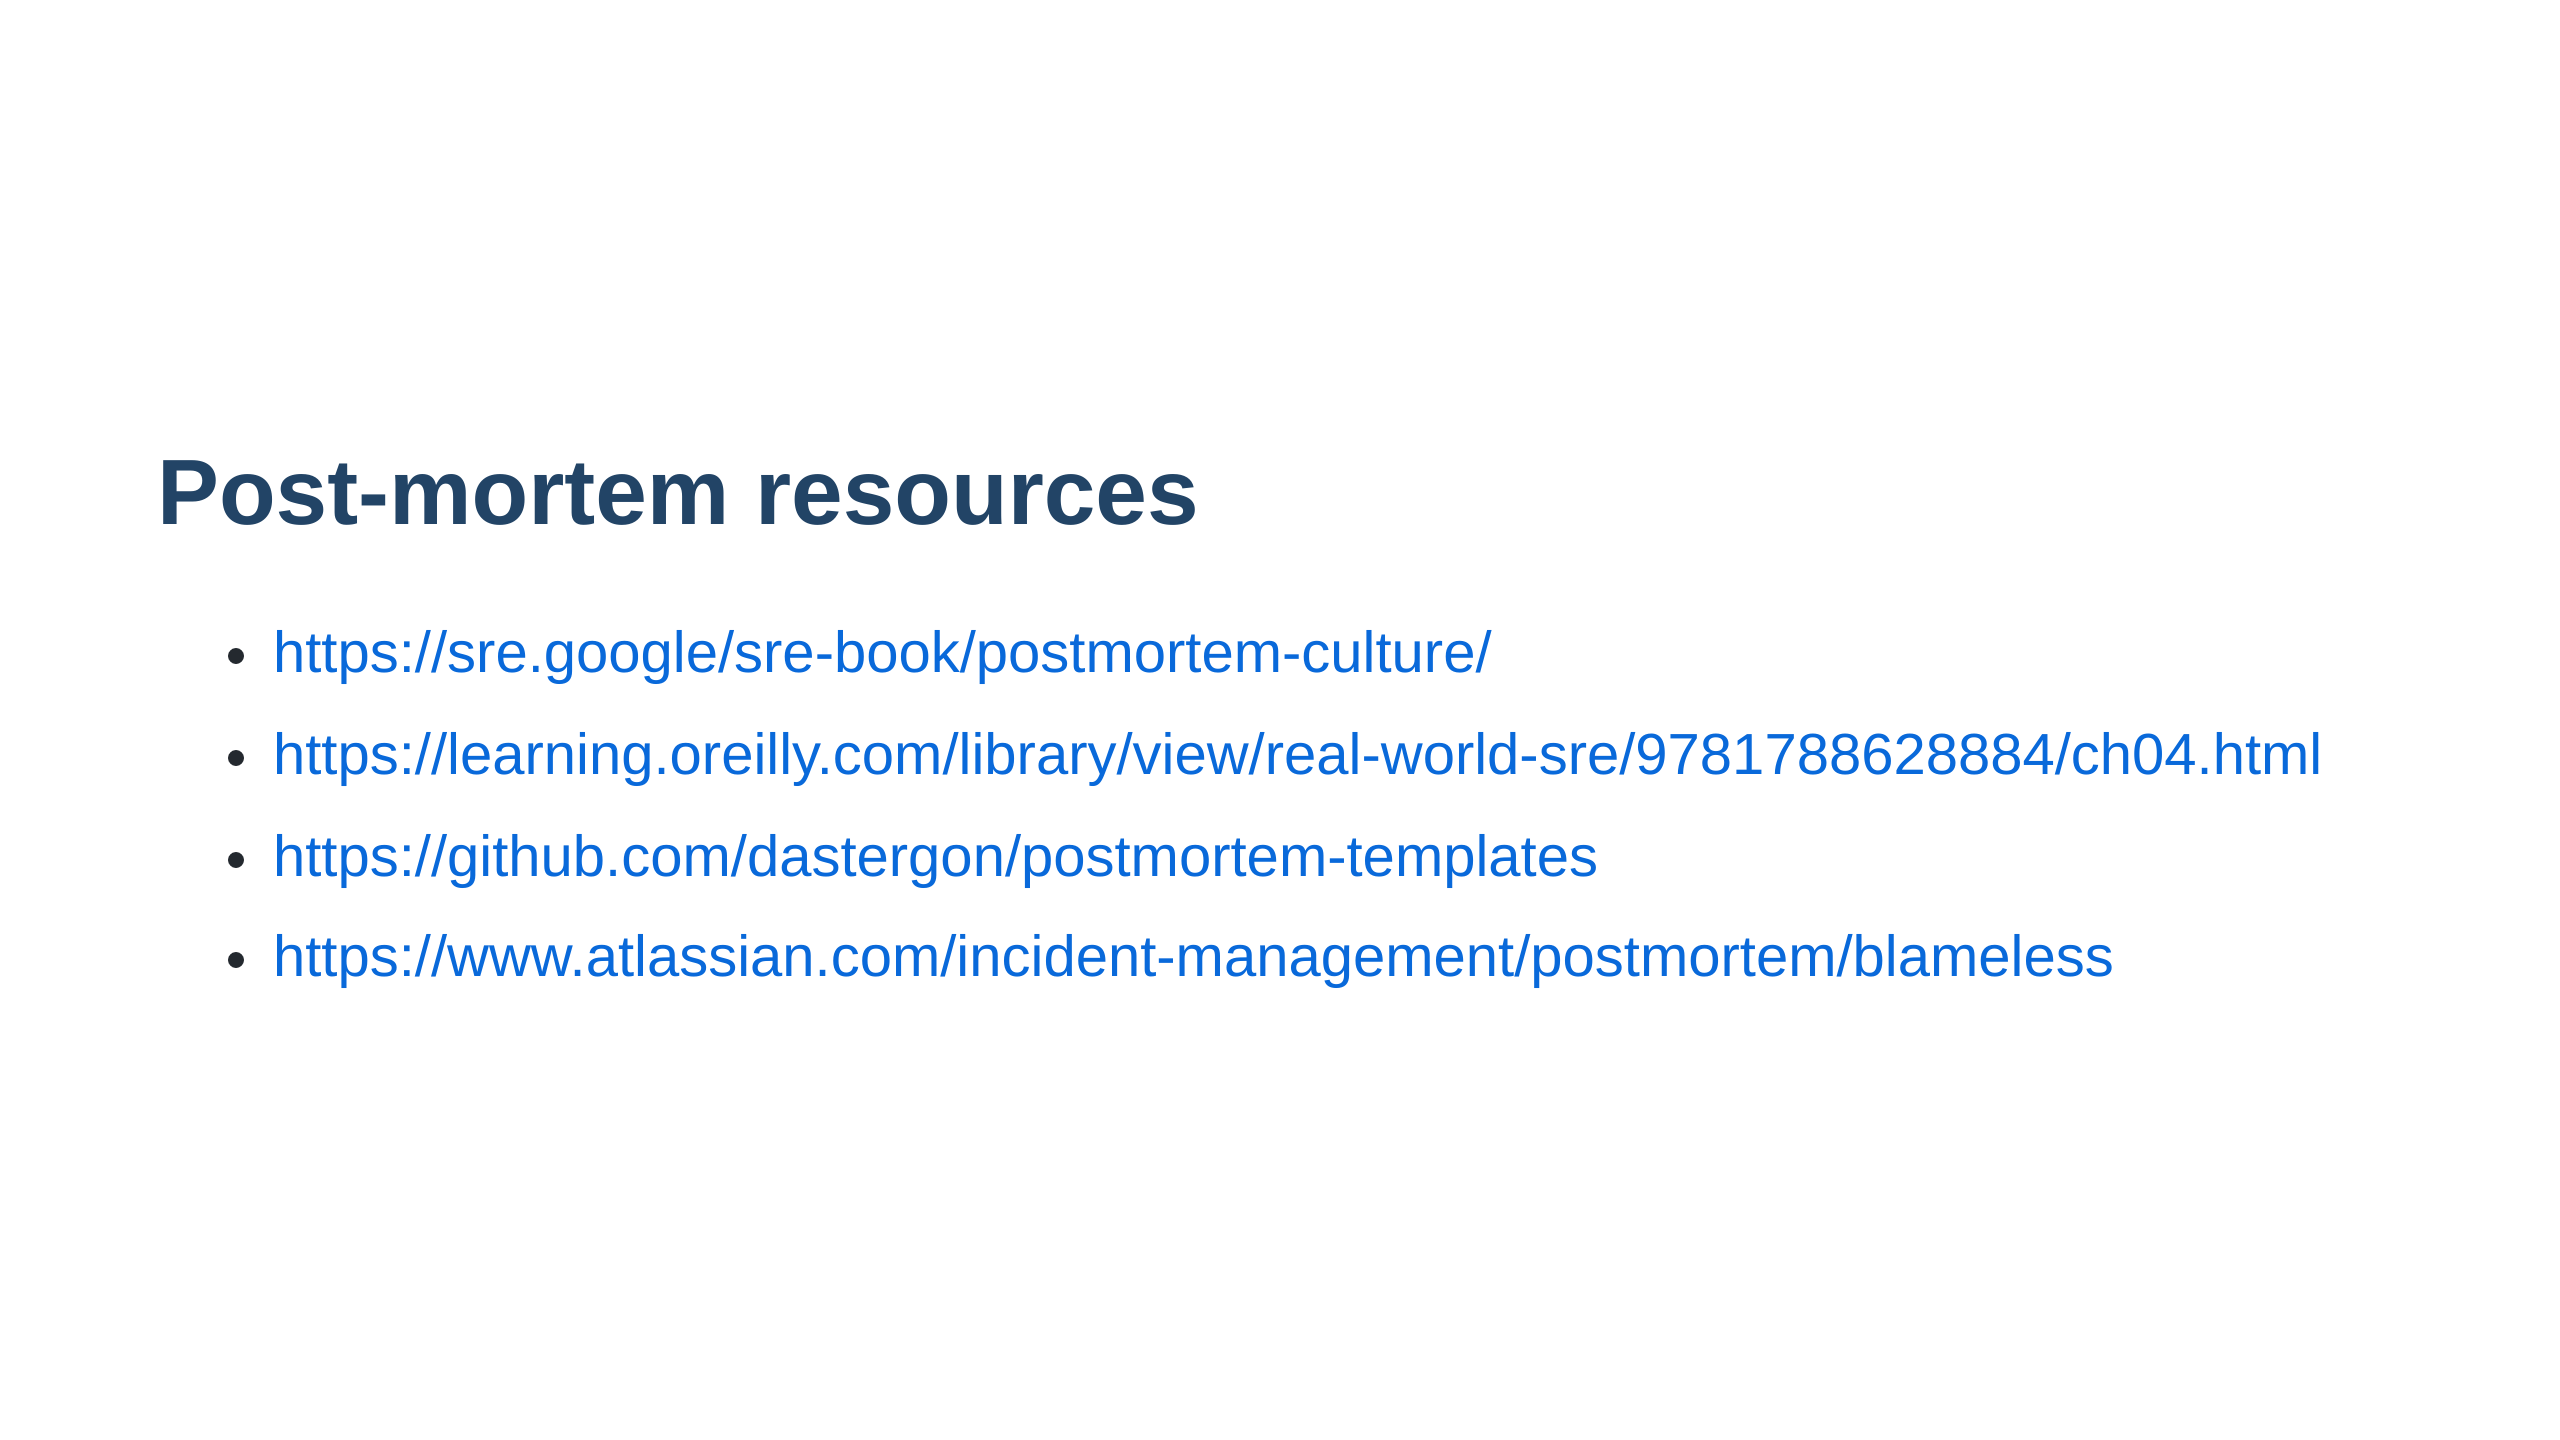 Post-mortem resources
https://sre.google/sre-book/postmortem-culture/
https://learning.oreilly.com/library/view/real-world-sre/9781788628884/ch04.html
https://github.com/dastergon/postmortem-templates
https://www.atlassian.com/incident-management/postmortem/blameless